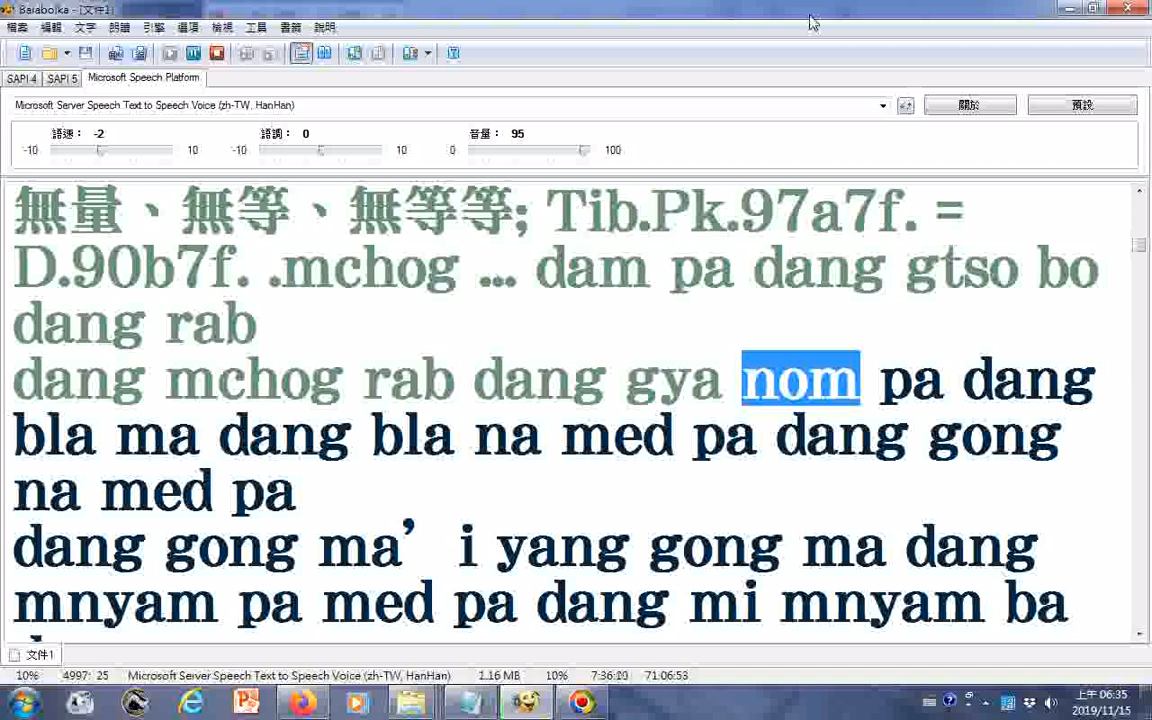 Balabolka - [文件1]
檔案 編輯 文字 朗讀 引擎 選項 檢視 工具 書籤 說明
SAPI 4 SAPI 5 Microsoft Speech Platform
Microsoft Server Speech Text to Speech Voice (zh-TW, HanHan) 關於 預設
語速： -2 語調： 0 音量： 95
-10 10 -10 10 0 100
無量、無等、無等等; Tib.Pk.97a7f. =
D.90b7f. .mchog ... dam pa dang gtso bo
dang rab
dang mchog rab dang gya nom pa dang
bla ma dang bla na med pa dang gong
na med pa
dang gong ma’i yang gong ma dang
mnyam pa med pa dang mi mnyam ba
文件1
10% 4997: 25 Microsoft Server Speech Text to Speech Voice (zh-TW, HanHan) 1.16 MB 10% 7:36:20 71:06:53
上午 06:35
2019/11/15